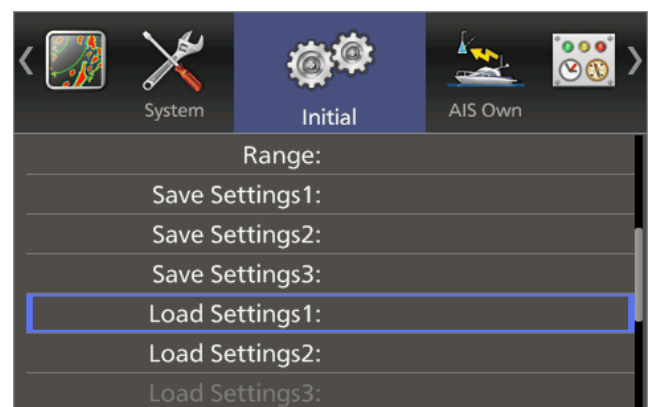 System
Initial
AIS Own
Range:
Save Settings1:
Save Settings2:
Save Settings3:
Load Settings1:
Load Settings2:
Load Settings3: